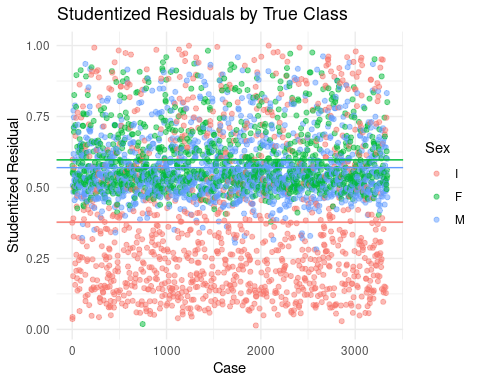 Studentized Residuals by True Class
1.00
0.75
0.50
0.25
0.00
0
1000
2000
3000
Case
Studentized Residual
Sex
I
F
M